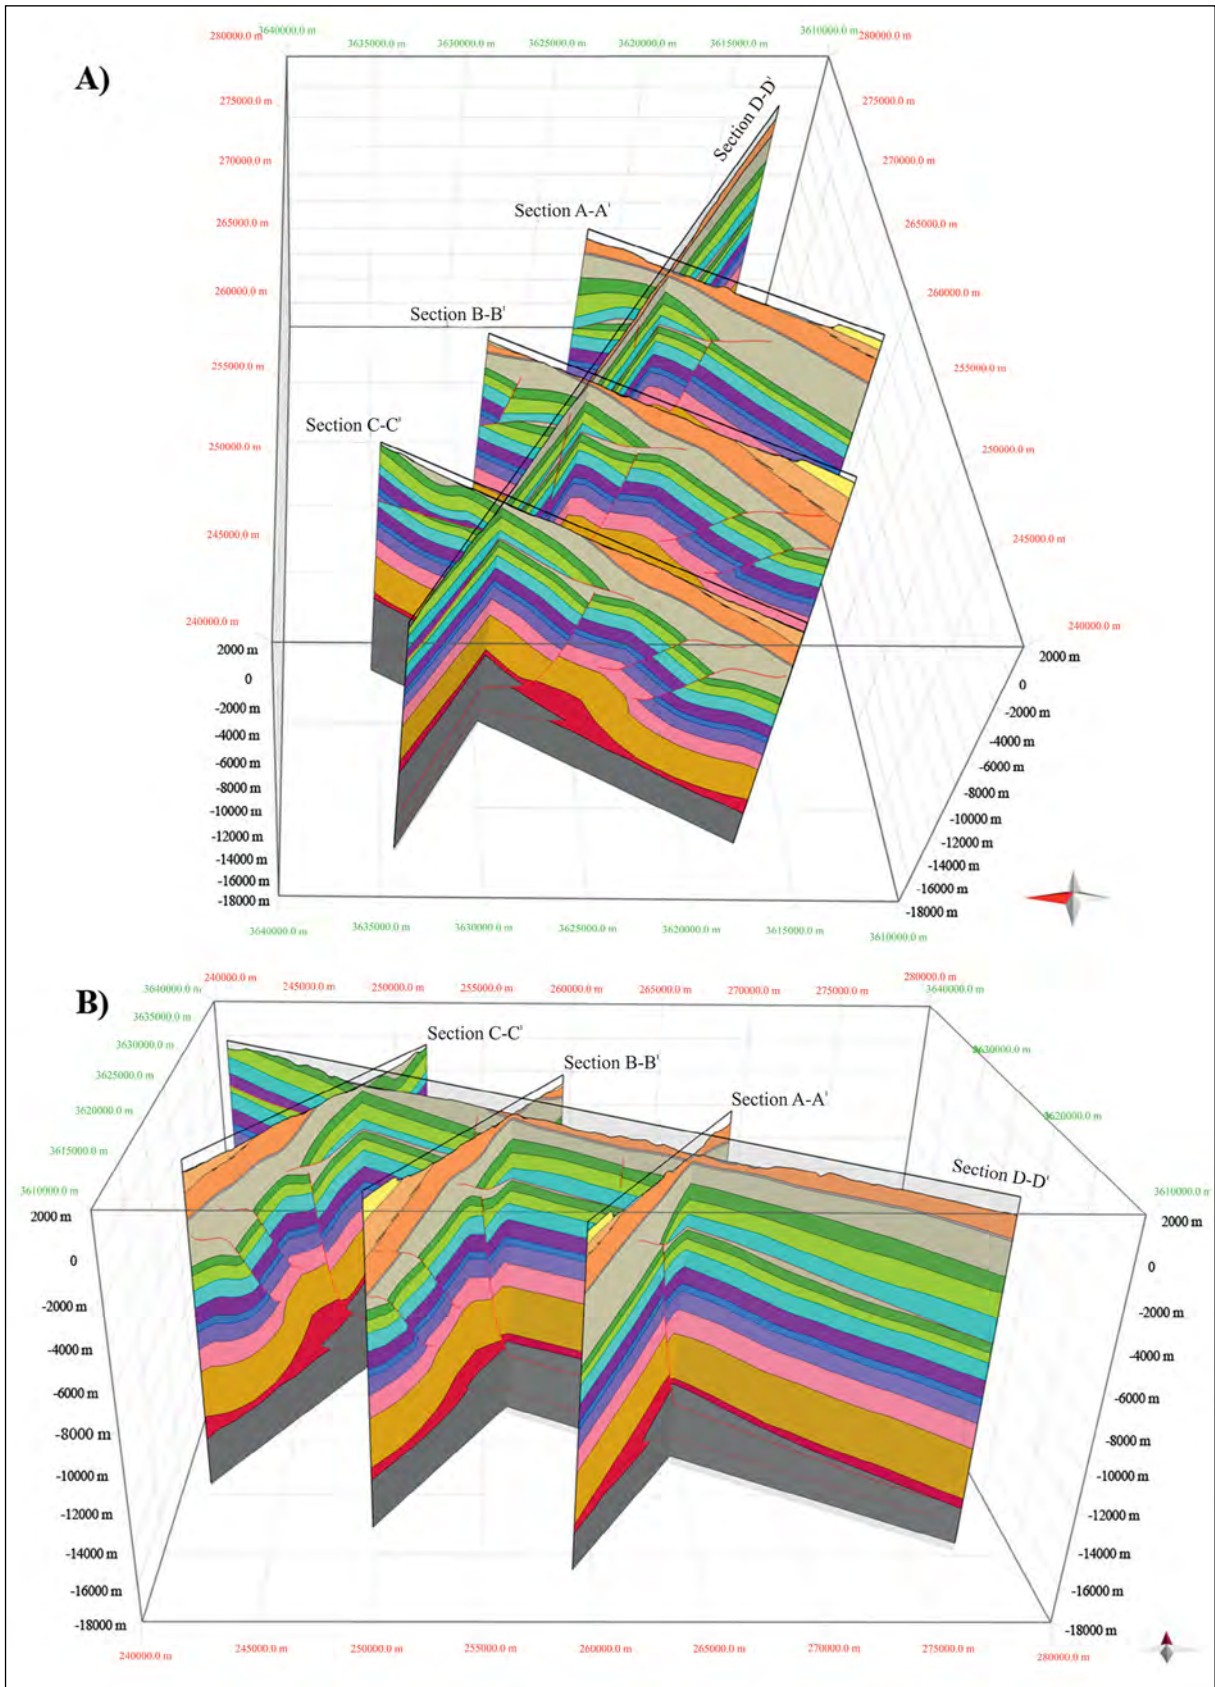 280000.0 m
3640000.0 m
3635000.0 m
3630000.0 m
3625000.0 m
3620000.0 m
3615000.0 m
3610000.0 m
280000.0 m
A)
275000.0 m
275000.0 m
Section D-D'
270000.0 m
270000.0 m
Section A-A'
265000.0 m
265000.0 m
260000.0 m
260000.0 m
Section B-B'
255000.0 m
255000.0 m
Section C-C'
250000.0 m
250000.0 m
245000.0 m
245000.0 m
240000.0 m
240000.0 m
2000 m
2000 m
0
0
-2000 m
-2000 m
-4000 m
-4000 m
-6000 m
-6000 m
-8000 m
-8000 m
-10000 m
-10000 m
-12000 m
-12000 m
-14000 m
-14000 m
-16000 m
-16000 m
-18000 m
-18000 m
3640000.0 m
3635000.0 m
3630000.0 m
3625000.0 m
3620000.0 m
3615000.0 m
3610000.0 m
B)
240000.0 m
245000.0 m
250000.0 m
255000.0 m
260000.0 m
265000.0 m
270000.0 m
275000.0 m
280000.0 m
3640000.0 m
3640000.0 m
3635000.0 m
3630000.0 m
3630000.0 m
3625000.0 m
3620000.0 m
3620000.0 m
3615000.0 m
3610000.0 m
3610000.0 m
Section C-C'
Section B-B'
Section A-A'
Section D-D'
2000 m
2000 m
0
0
-2000 m
-2000 m
-4000 m
-4000 m
-6000 m
-6000 m
-8000 m
-8000 m
-10000 m
-10000 m
-12000 m
-12000 m
-14000 m
-14000 m
-16000 m
-16000 m
-18000 m
-18000 m
240000.0 m
245000.0 m
250000.0 m
255000.0 m
260000.0 m
265000.0 m
270000.0 m
275000.0 m
280000.0 m